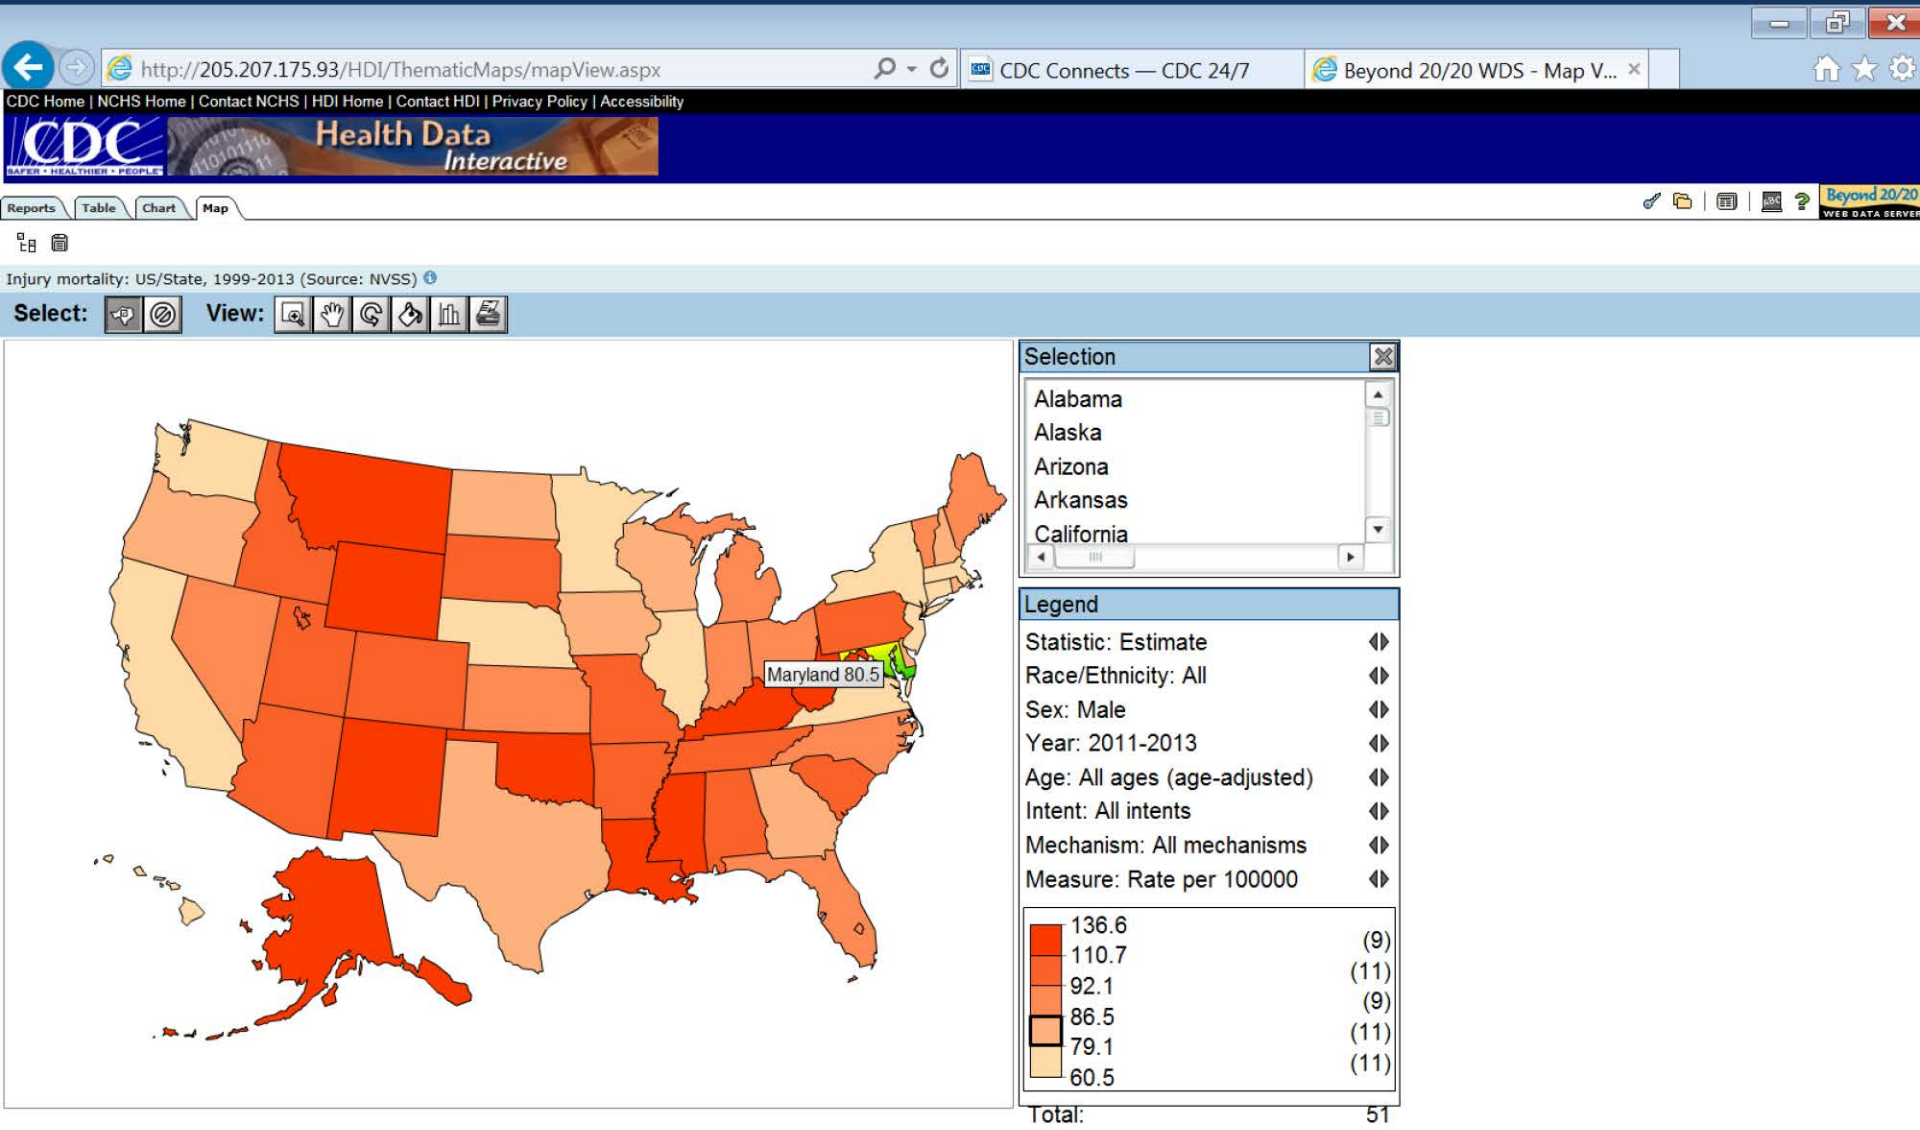 http://205.207.175.93/HDI/ThematicMaps/mapView.aspx
CDC Connects — CDC 24/7
Beyond 20/20 WDS - Map V...
CDC Home | NCHS Home | Contact NCHS | HDI Home | Contact HDI | Privacy Policy | Accessibility
CDC
SAFER • HEALTHIER • PEOPLE™
Health Data
Interactive
Reports
Table
Chart
Map
Beyond 20/20
WEB DATA SERVER
Injury mortality: US/State, 1999-2013 (Source: NVSS)
Select:
View:
Selection
Alabama
Alaska
Arizona
Arkansas
California
Maryland 80.5
Legend
Statistic: Estimate
Race/Ethnicity: All
Sex: Male
Year: 2011-2013
Age: All ages (age-adjusted)
Intent: All intents
Mechanism: All mechanisms
Measure: Rate per 100000
136.6
(9)
110.7
(11)
92.1
(9)
86.5
(11)
79.1
(11)
60.5
Total: 51